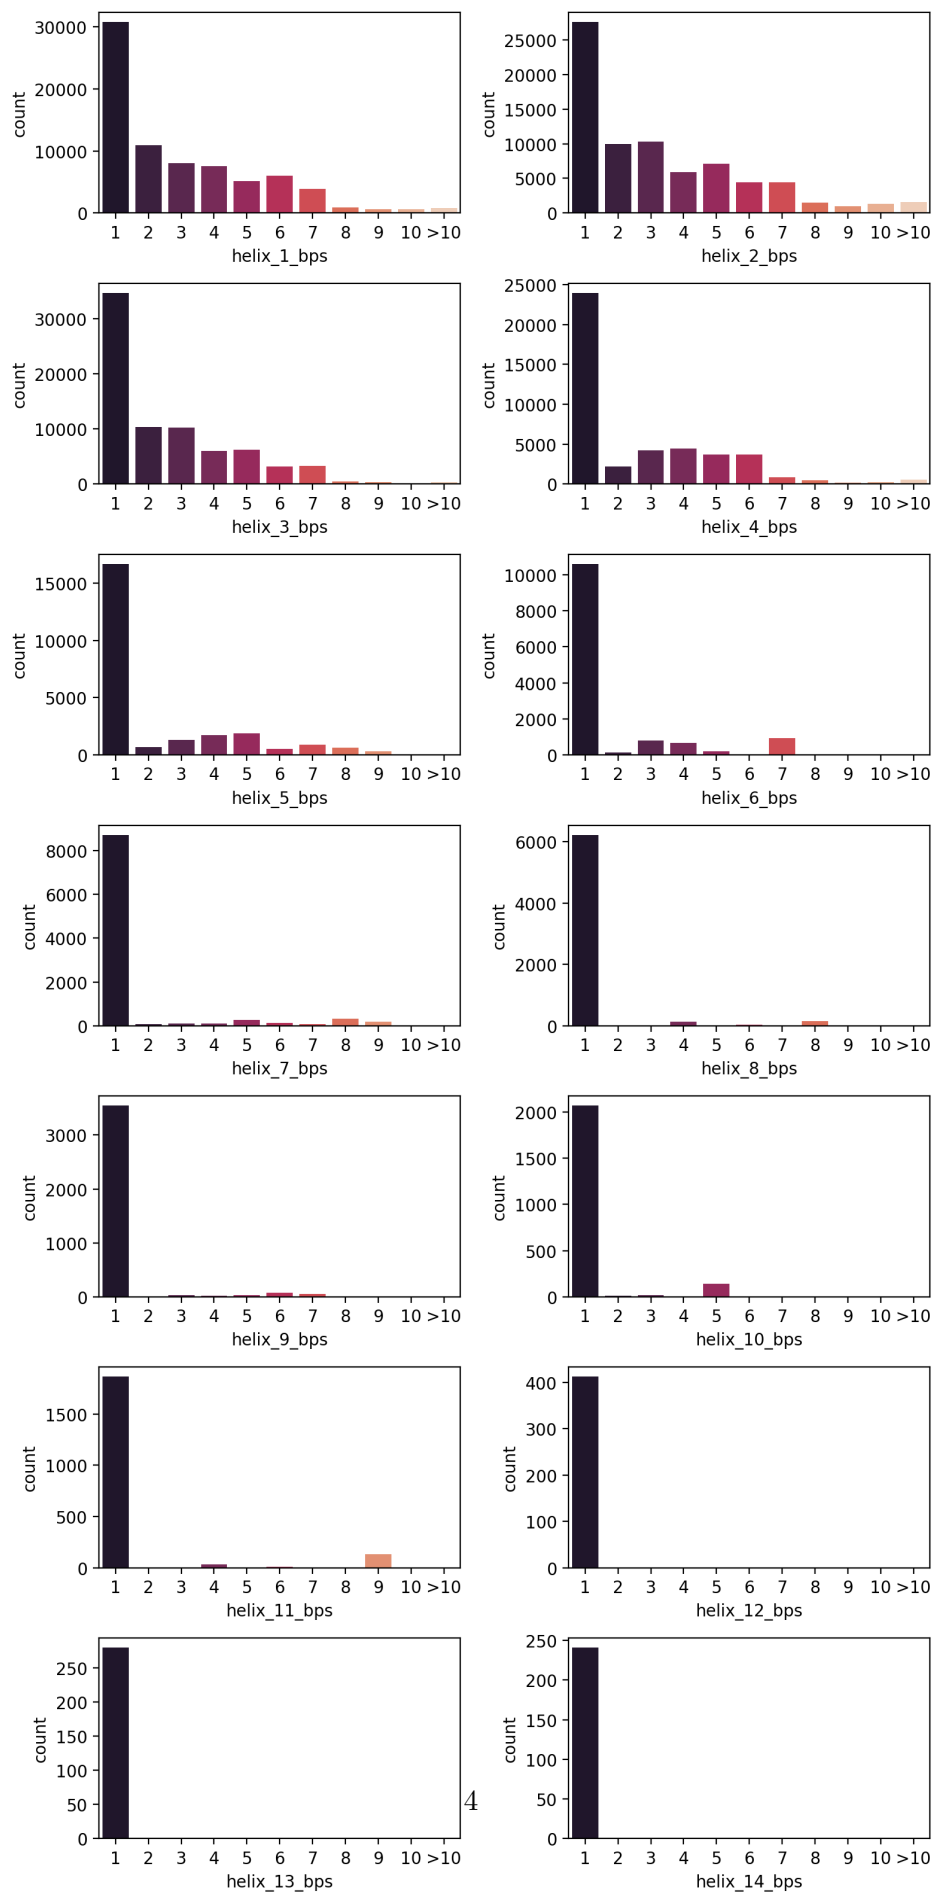 30000
20000
10000
0
count
1 2 3 4 5 6 7 8 9 10 >10
helix_1_bps
25000
20000
15000
10000
5000
0
count
1 2 3 4 5 6 7 8 9 10 >10
helix_2_bps
30000
20000
10000
0
count
1 2 3 4 5 6 7 8 9 10 >10
helix_3_bps
25000
20000
15000
10000
5000
0
count
1 2 3 4 5 6 7 8 9 10 >10
helix_4_bps
15000
10000
5000
0
count
1 2 3 4 5 6 7 8 9 10 >10
helix_5_bps
10000
8000
6000
4000
2000
0
count
1 2 3 4 5 6 7 8 9 10 >10
helix_6_bps
8000
6000
4000
2000
0
count
1 2 3 4 5 6 7 8 9 10 >10
helix_7_bps
6000
4000
2000
0
count
1 2 3 4 5 6 7 8 9 10 >10
helix_8_bps
3000
2000
1000
0
count
1 2 3 4 5 6 7 8 9 10 >10
helix_9_bps
2000
1500
1000
500
0
count
1 2 3 4 5 6 7 8 9 10 >10
helix_10_bps
1500
1000
500
0
count
1 2 3 4 5 6 7 8 9 10 >10
helix_11_bps
400
300
200
100
0
count
1 2 3 4 5 6 7 8 9 10 >10
helix_12_bps
250
200
150
100
50
0
count
1 2 3 4 5 6 7 8 9 10 >10
helix_13_bps
250
200
150
100
50
0
count
1 2 3 4 5 6 7 8 9 10 >10
helix_14_bps
4